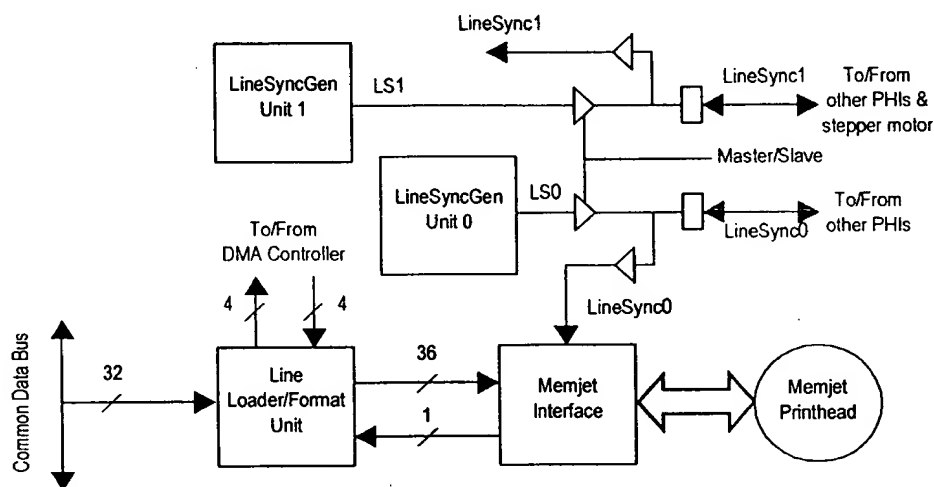 LineSync1
LineSyncGen
Unit 1
LS1
LineSync1
To/From
other PHIs &
stepper motor
Master/Slave
LineSyncGen
Unit 0
LS0
LineSync0
To/From
other PHIs
To/From
DMA Controller
4
4
LineSync0
Common Data Bus
32
Line
Loader/Format
Unit
36
1
Memjet
Interface
Memjet
Printhead